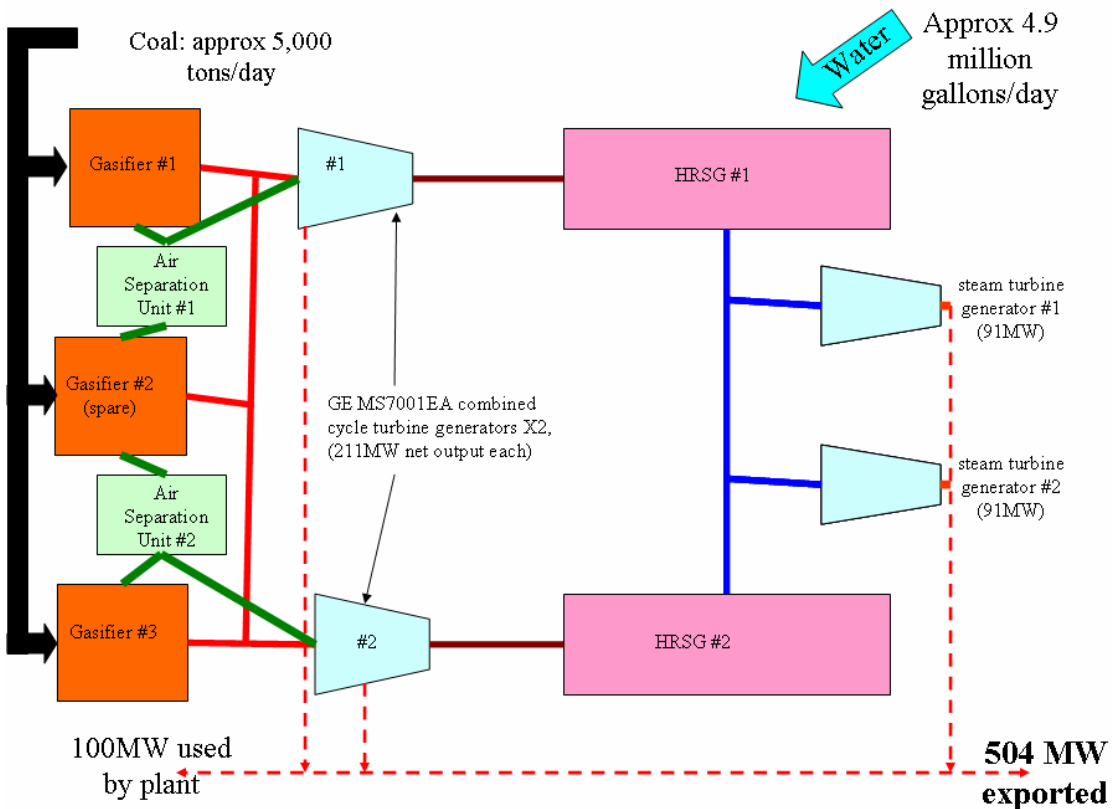 Coal: approx 5,000
tons/day
Water
Approx 4.9
million
gallons/day
Gasifier #1
#1
HRSG #1
Air
Separation
Unit #1
steam turbine
generator #1
(91MW)
Gasifier #2
(spare)
GE MS7001EA combined
cycle turbine generators X2,
(211MW net output each)
steam turbine
generator #2
(91MW)
Air
Separation
Unit #2
Gasifier #3
#2
HRSG #2
100MW used
by plant
504 MW
exported